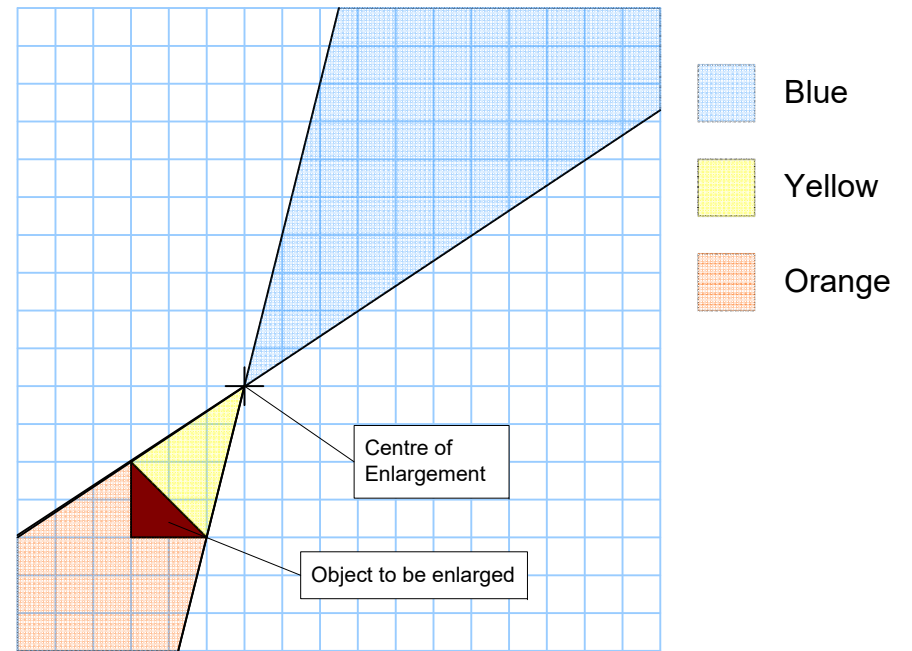 Blue
Yellow
Orange
Centre of
Enlargement
Object to be enlarged